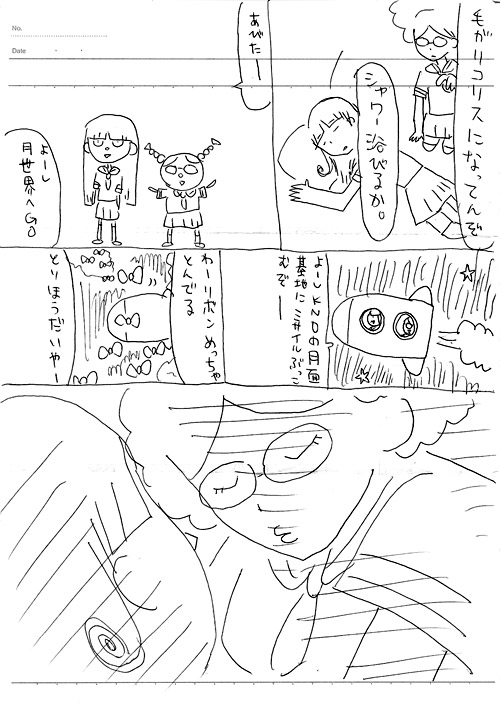 No.
Date
毛がリコリスになってんぞ
シャワー浴びるか。
あびたー
よーし
月世界へGO
よーしKNDの月面
基地にミサイルぶっこ
むぞー
わーリボンめっちゃ
とんでる
とりほうだいやー